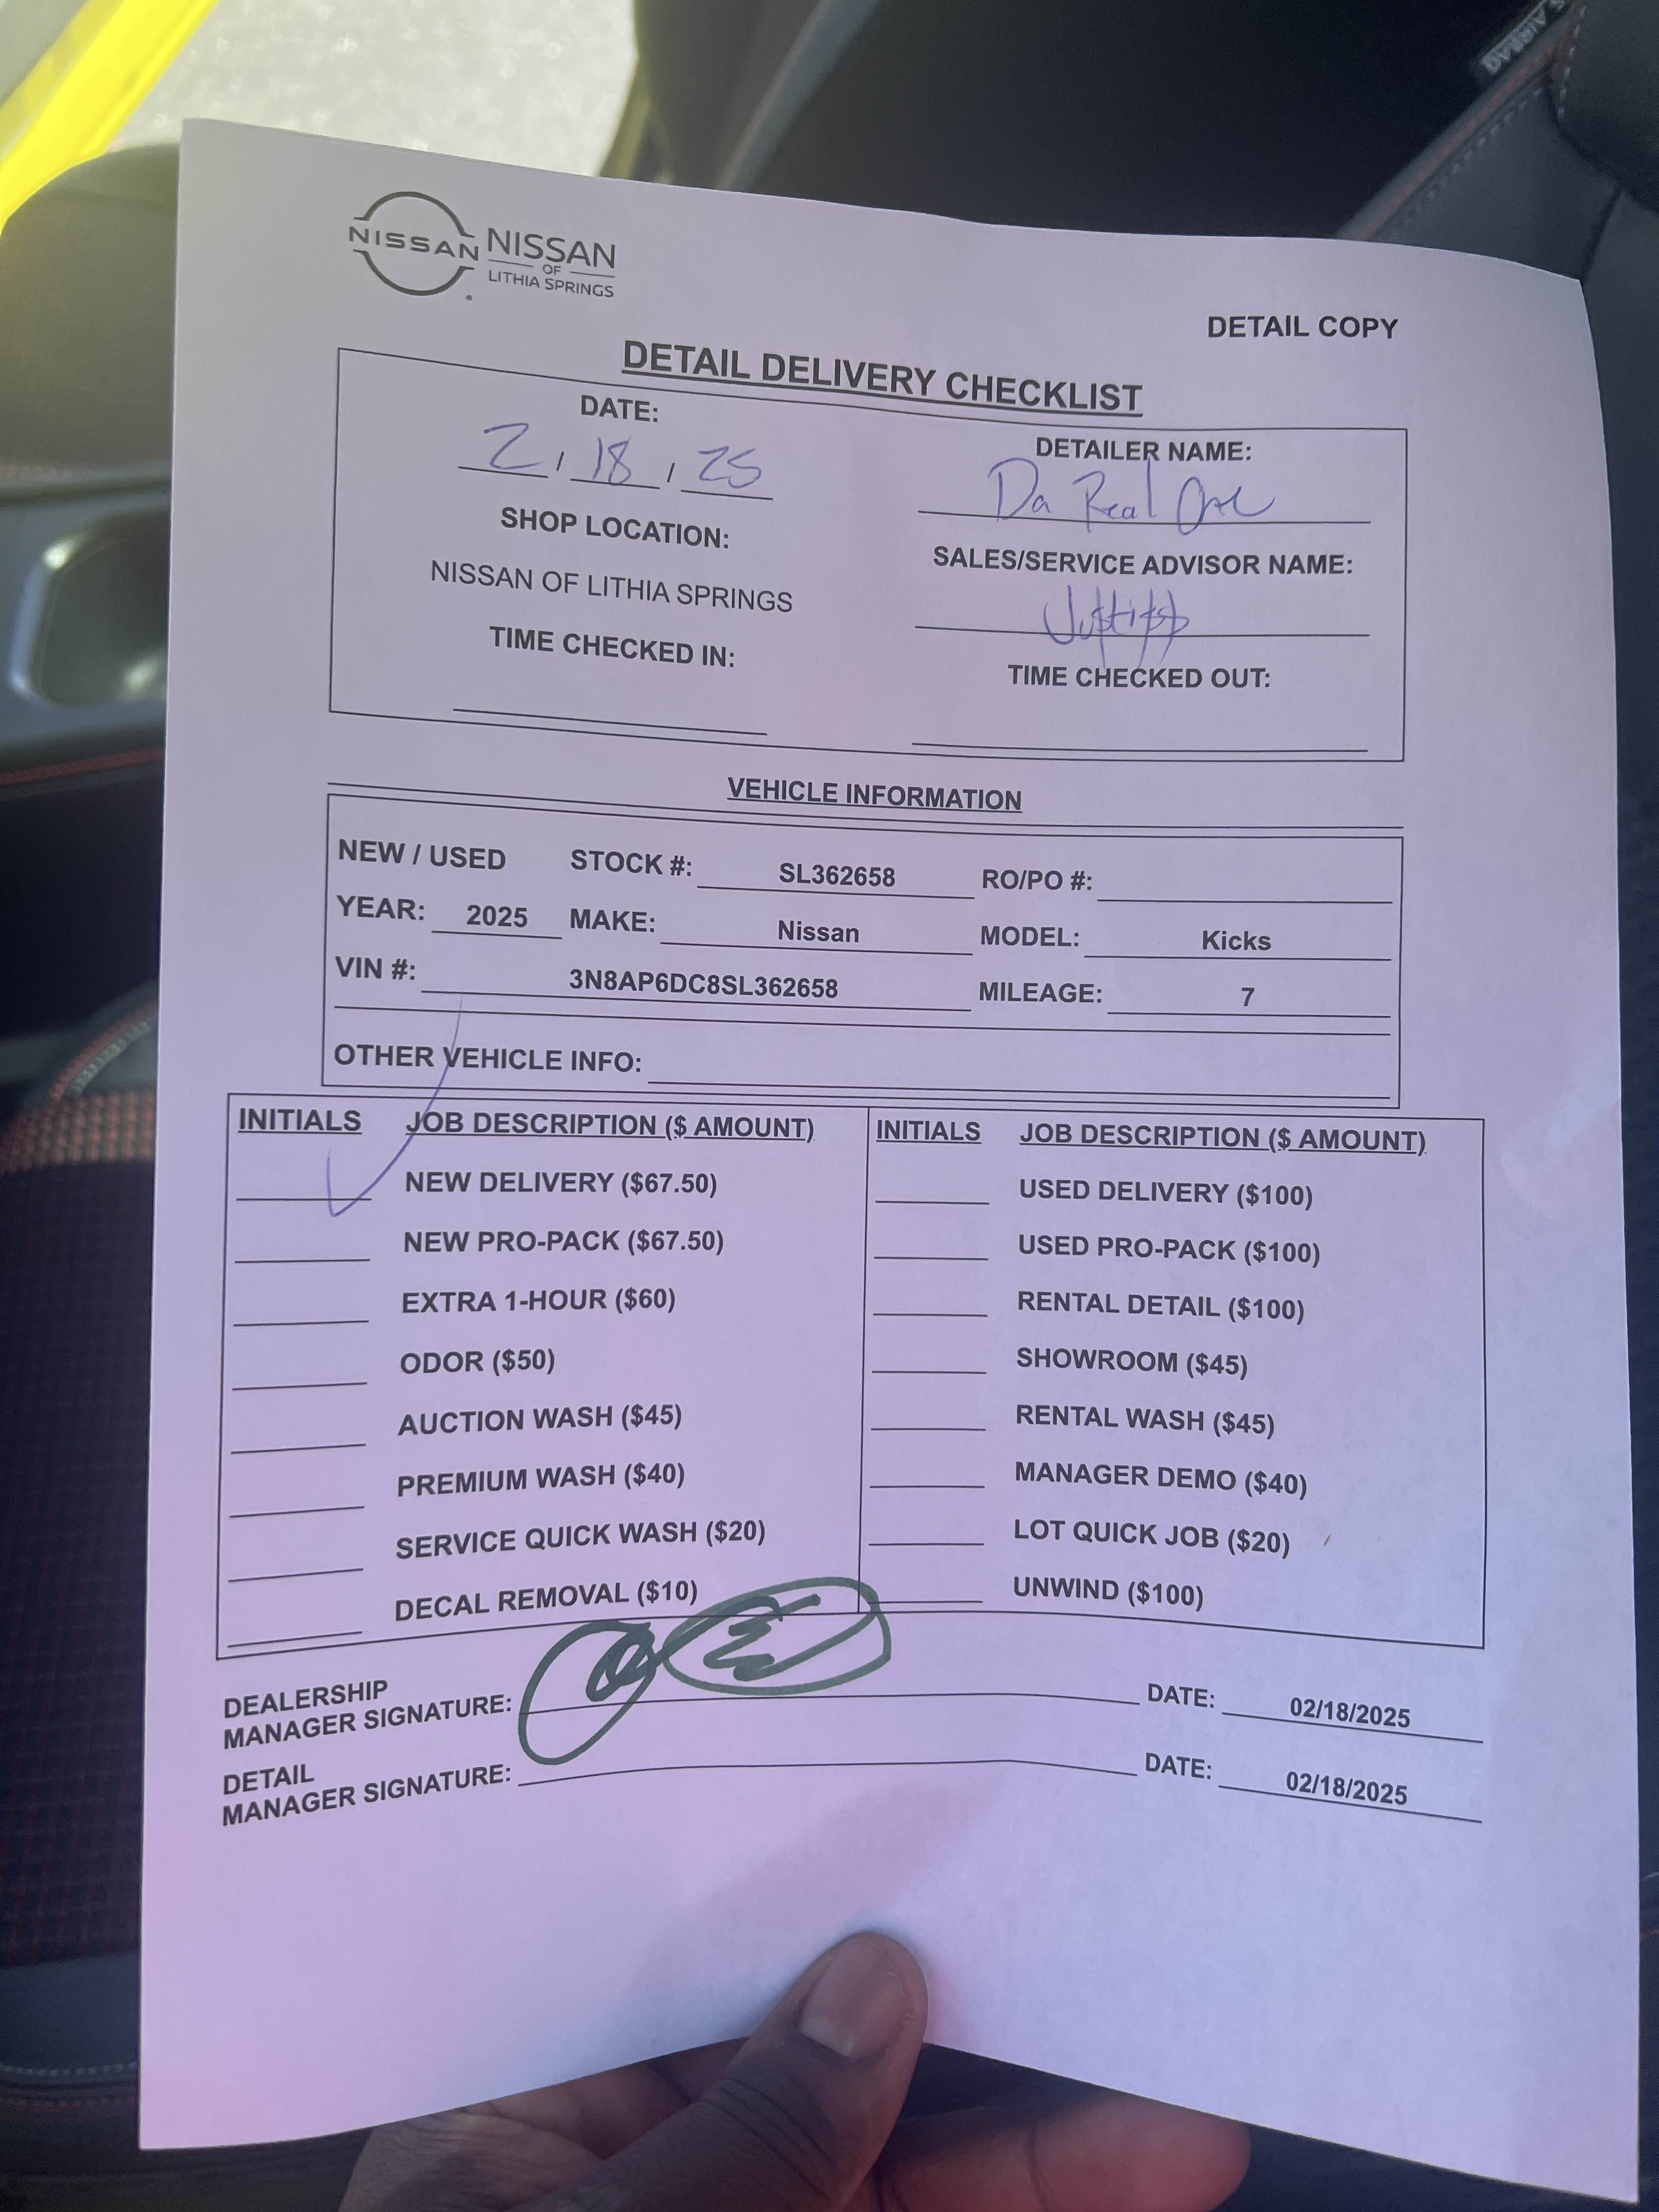 NISSAN NISSAN
OF
LITHIA SPRINGS
DETAIL COPY
DETAIL DELIVERY CHECKLIST
DATE:
2 / 18 / 25
DETAILER NAME:
Da Real One
SHOP LOCATION:
NISSAN OF LITHIA SPRINGS
SALES/SERVICE ADVISOR NAME:
TIME CHECKED IN:
TIME CHECKED OUT:
VEHICLE INFORMATION
NEW / USED STOCK #: SL362658 RO/PO #:
YEAR: 2025 MAKE: Nissan MODEL: Kicks
VIN #: 3N8AP6DC8SL362658 MILEAGE: 7
OTHER VEHICLE INFO:
INITIALS JOB DESCRIPTION ($ AMOUNT) INITIALS JOB DESCRIPTION ($ AMOUNT)
NEW DELIVERY ($67.50) USED DELIVERY ($100)
NEW PRO-PACK ($67.50) USED PRO-PACK ($100)
EXTRA 1-HOUR ($60) RENTAL DETAIL ($100)
ODOR ($50) SHOWROOM ($45)
AUCTION WASH ($45) RENTAL WASH ($45)
PREMIUM WASH ($40) MANAGER DEMO ($40)
SERVICE QUICK WASH ($20) LOT QUICK JOB ($20)
DECAL REMOVAL ($10) UNWIND ($100)
DEALERSHIP
MANAGER SIGNATURE: DATE: 02/18/2025
DETAIL
MANAGER SIGNATURE: DATE: 02/18/2025
AIRBAG